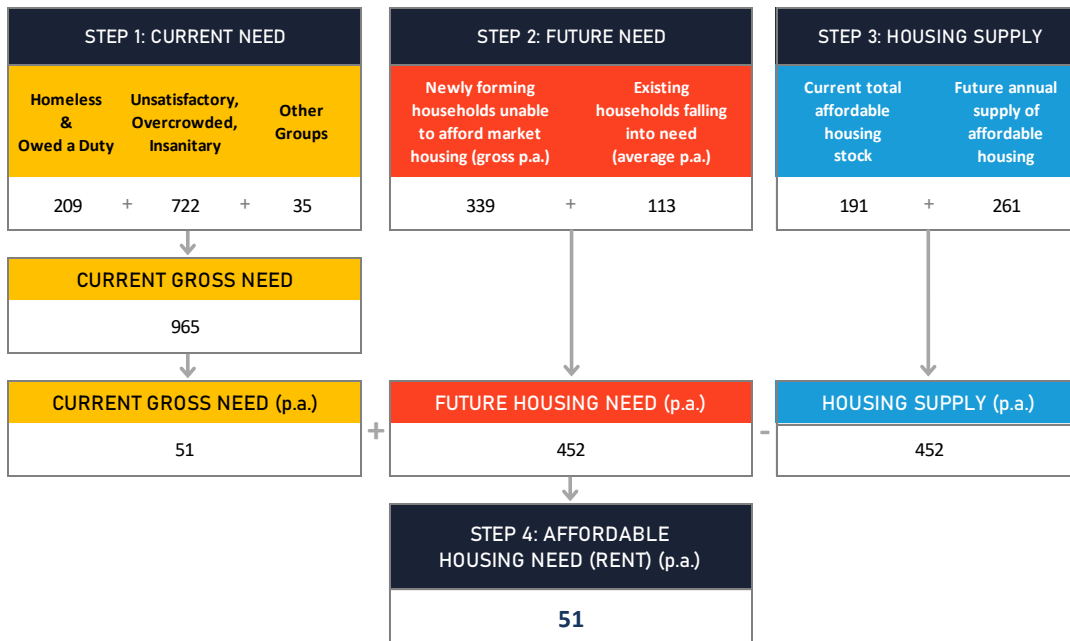 STEP 1: CURRENT NEED
Homeless
&
Owed a Duty
Unsatisfactory,
Overcrowded,
Insanitary
Other
Groups
209 + 722 + 35
CURRENT GROSS NEED
965
CURRENT GROSS NEED (p.a.)
51
+
STEP 2: FUTURE NEED
Newly forming
households unable
to afford market
housing (gross p.a.)
Existing
households falling
into need
(average p.a.)
339 + 113
FUTURE HOUSING NEED (p.a.)
452
-
STEP 3: HOUSING SUPPLY
Current total
affordable
housing
stock
Future annual
supply of
affordable
housing
191 + 261
HOUSING SUPPLY (p.a.)
452
STEP 4: AFFORDABLE
HOUSING NEED (RENT) (p.a.)
51